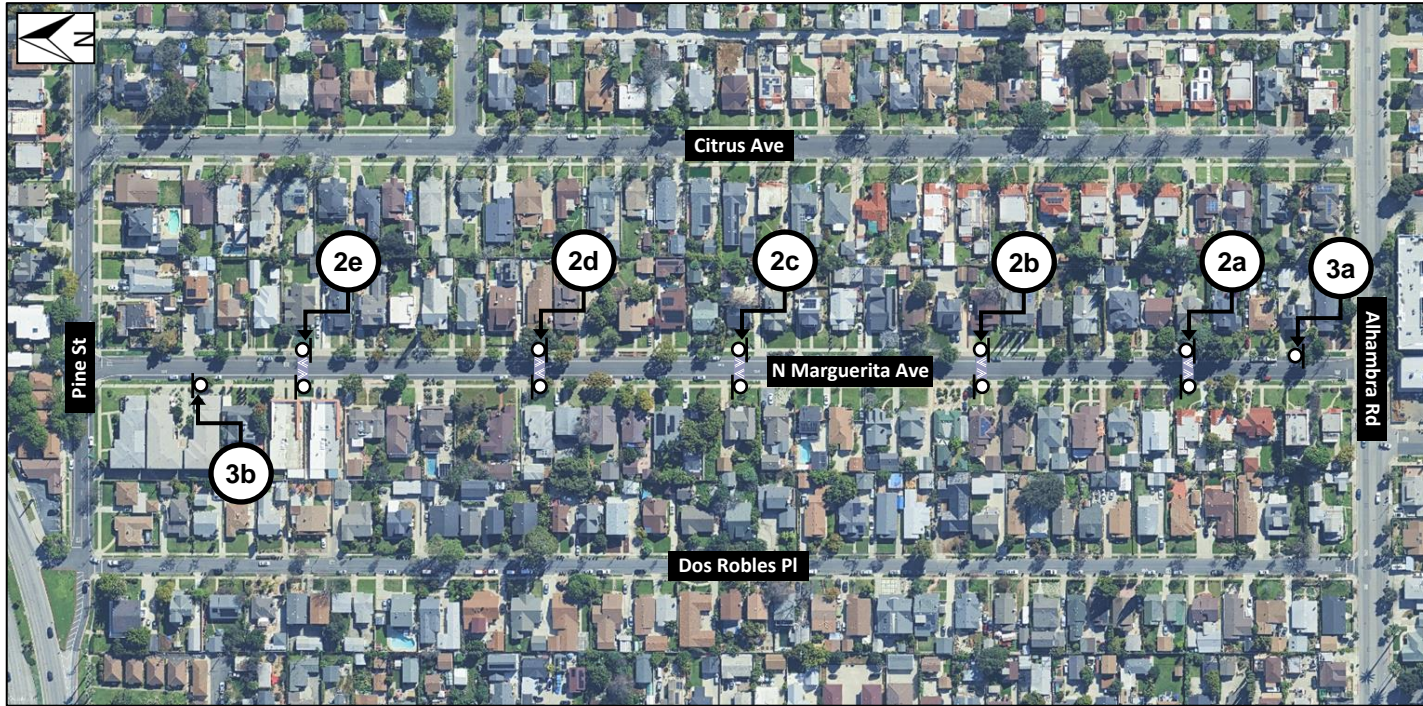 N
Citrus Ave
2e
2d
2c
2b
2a
3a
Pine St
N Marguerita Ave
Alhambra Rd
3b
Dos Robles Pl